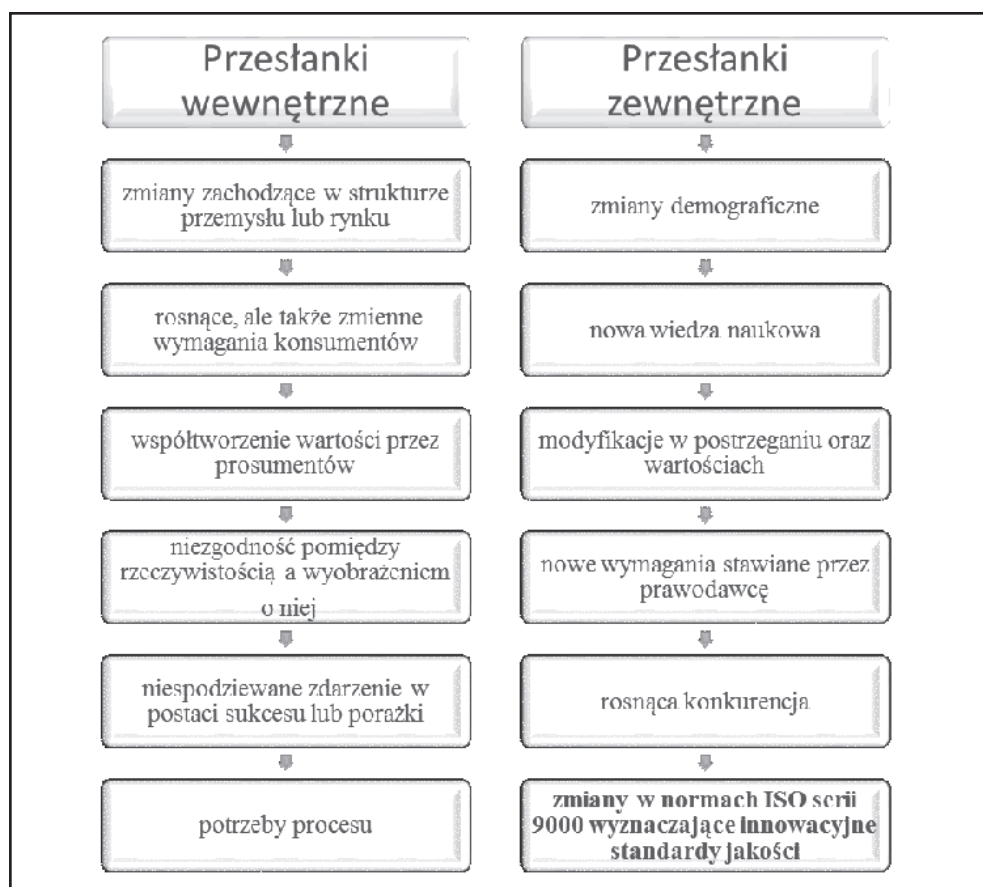 Przesłanki
wewnętrzne
zmiany zachodzące w strukturze
przemysłu lub rynku
rosnące, ale także zmienne
wymagania konsumentów
współtworzenie wartości przez
prosumentów
niezgodność pomiędzy
rzeczywistością a wyobrażeniem
o niej
niespodziewane zdarzenie w
postaci sukcesu lub porażki
potrzeby procesu
Przesłanki
zewnętrzne
zmiany demograficzne
nowa wiedza naukowa
modyfikacje w postrzeganiu oraz
wartościach
nowe wymagania stawiane przez
prawodawcę
rosnąca konkurencja
zmiany w normach ISO serii
9000 wyznaczające innowacyjne
standardy jakości